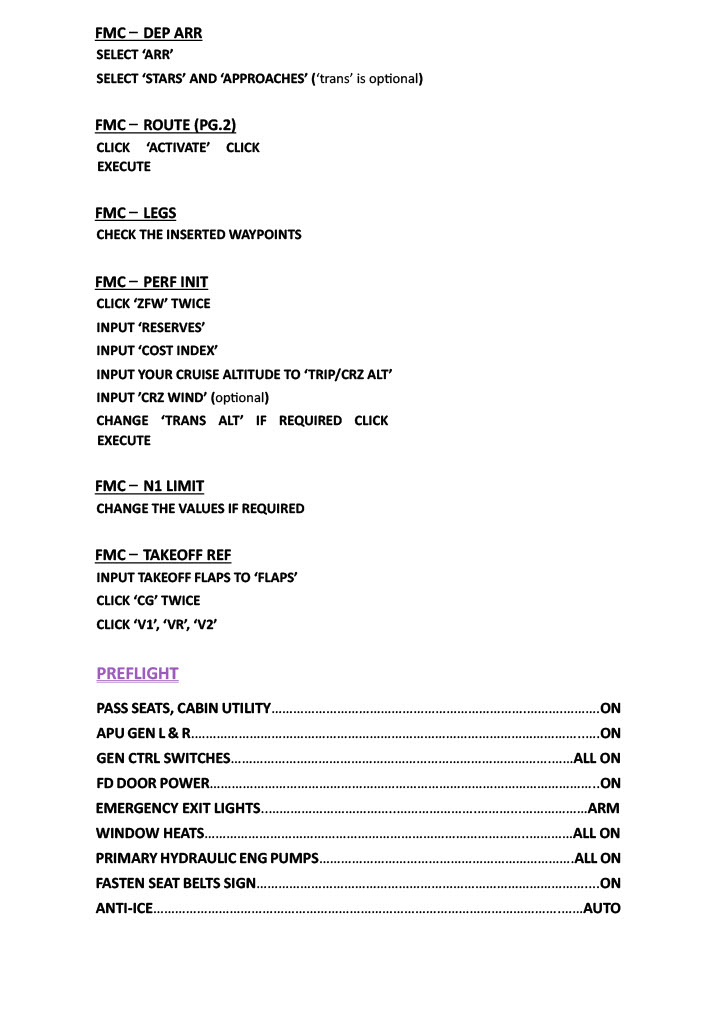 FMC – DEP ARR
SELECT ‘ARR’
SELECT ‘STARS’ AND ‘APPROACHES’ (‘trans’ is optional)
FMC – ROUTE (PG.2)
CLICK ‘ACTIVATE’ CLICK
EXECUTE
FMC – LEGS
CHECK THE INSERTED WAYPOINTS
FMC – PERF INIT
CLICK ‘ZFW’ TWICE
INPUT ‘RESERVES’
INPUT ‘COST INDEX’
INPUT YOUR CRUISE ALTITUDE TO ‘TRIP/CRZ ALT’
INPUT ’CRZ WIND’ (optional)
CHANGE ‘TRANS ALT’ IF REQUIRED CLICK
EXECUTE
FMC – N1 LIMIT
CHANGE THE VALUES IF REQUIRED
FMC – TAKEOFF REF
INPUT TAKEOFF FLAPS TO ‘FLAPS’
CLICK ‘CG’ TWICE
CLICK ‘V1’, ‘VR’, ‘V2’
PREFLIGHT
PASS SEATS, CABIN UTILITY……………………………………………………………….…………ON
APU GEN L & R……………………………………………………………………………………………..….ON
GEN CTRL SWITCHES…………………………………………………………………………….……ALL ON
FD DOOR POWER……………………………………………………………………………………………..ON
EMERGENCY EXIT LIGHTS………………………………………………………………………………ARM
WINDOW HEATS……………………………………………………………………………..…………ALL ON
PRIMARY HYDRAULIC ENG PUMPS…………………………………………………………….ALL ON
FASTEN SEAT BELTS SIGN………………………………………………………………………………....ON
ANTI-ICE…………………………………………………………………………………………………….……AUTO